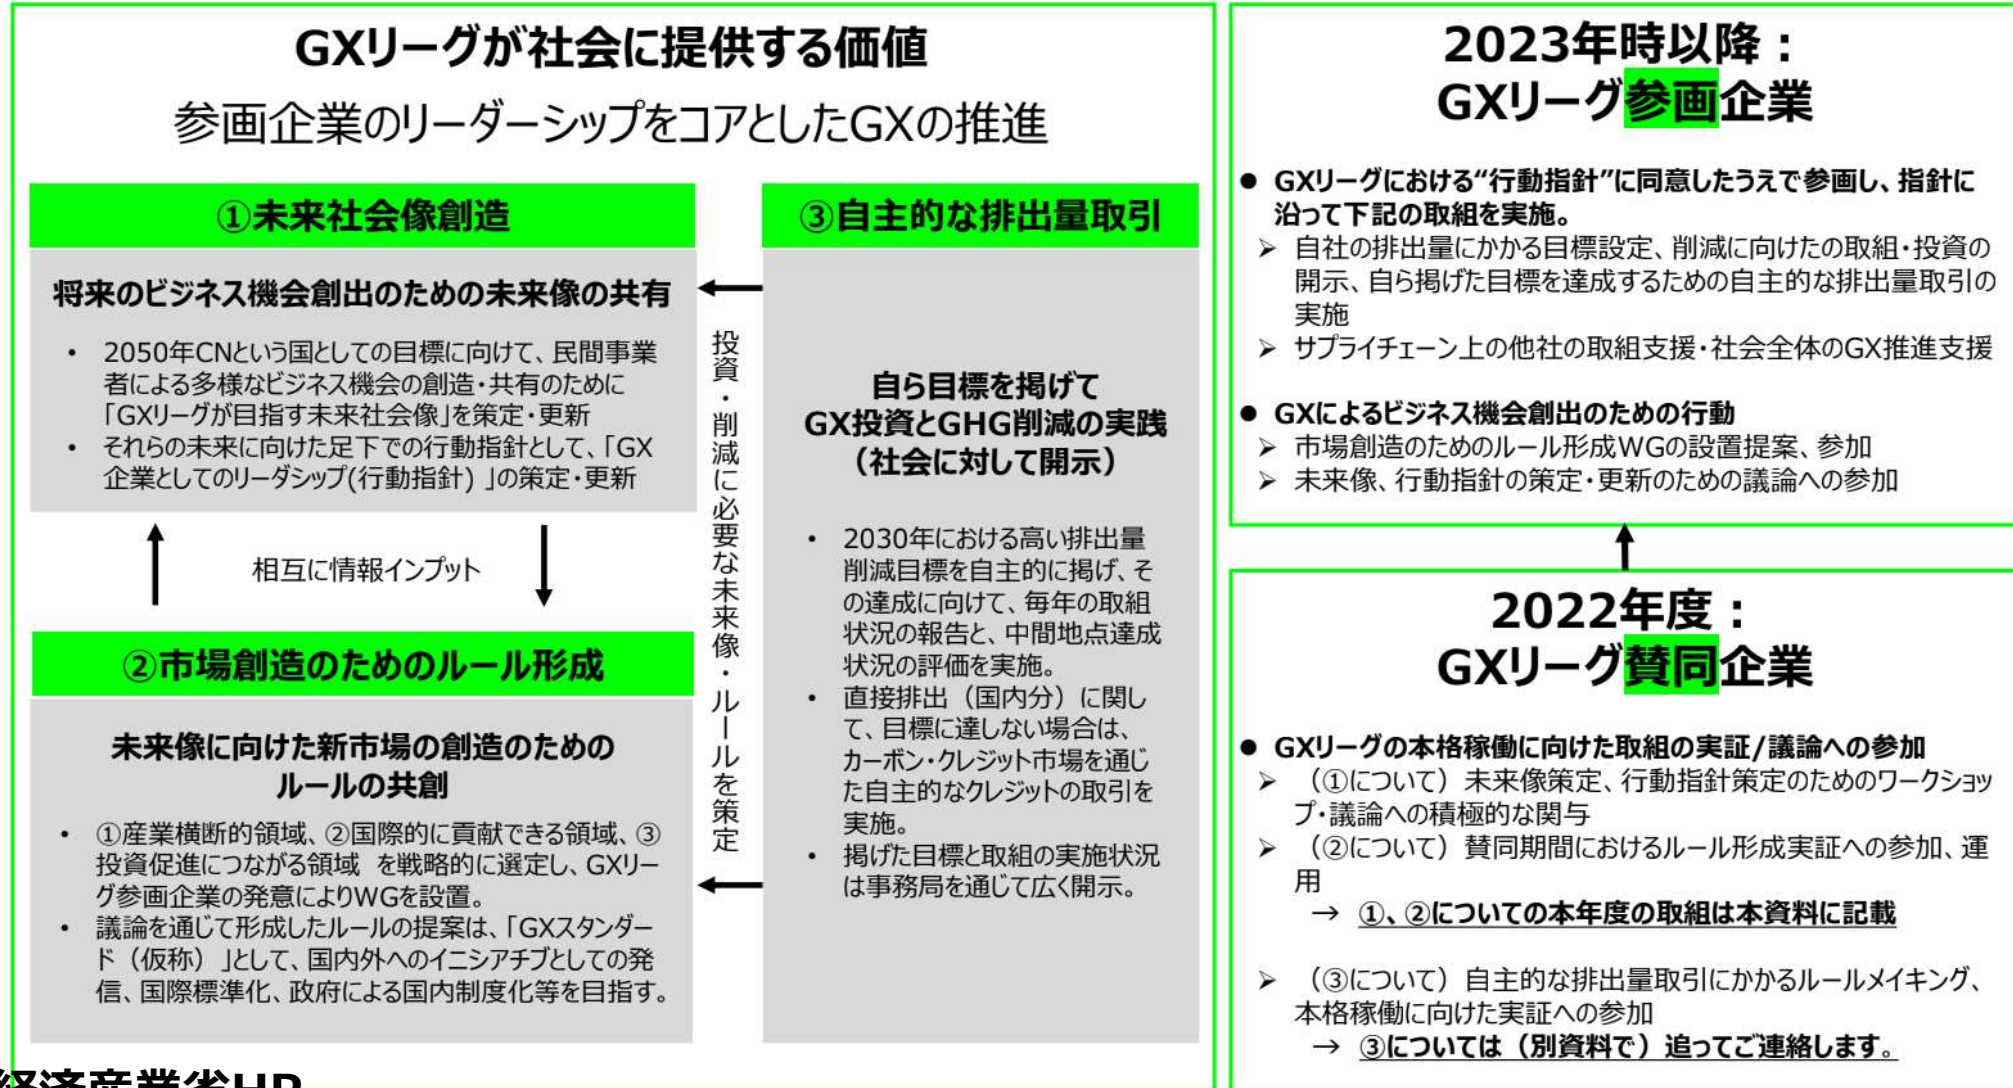 GXリーグが社会に提供する価値
参画企業のリーダーシップをコアとしたGXの推進
①未来社会像創造
将来のビジネス機会創出のための未来像の共有
• 2050年CNという国としての目標に向けて、民間事業
者による多様なビジネス機会の創造・共有のために
「GXリーグが目指す未来社会像」を策定・更新
• それらの未来に向けた足下での行動指針として、「GX
企業としてのリーダシップ(行動指針) 」の策定・更新
相互に情報インプット
②市場創造のためのルール形成
未来像に向けた新市場の創造のための
ルールの共創
• ①産業横断的領域、②国際的に貢献できる領域、③
投資促進につながる領域 を戦略的に選定し、GXリー
グ参画企業の発意によりWGを設置。
• 議論を通じて形成したルールの提案は、「GXスタンダー
ド（仮称）」として、国内外へのイニシアチブとしての発
信、国際標準化、政府による国内制度化等を目指す。
投資・削減に必要な未来像・ルールを策定
③自主的な排出量取引
自ら目標を掲げて
GX投資とGHG削減の実践
（社会に対して開示）
• 2030年における高い排出量
削減目標を自主的に掲げ、そ
の達成に向けて、毎年の取組
状況の報告と、中間地点達成
状況の評価を実施。
• 直接排出（国内分）に関し
て、目標に達しない場合は、
カーボン・クレジット市場を通じ
た自主的なクレジットの取引を
実施。
• 掲げた目標と取組の実施状況
は事務局を通じて広く開示。
2023年時以降：
GXリーグ参画企業
● GXリーグにおける“行動指針”に同意したうえで参画し、指針に
沿って下記の取組を実施。
➢ 自社の排出量にかかる目標設定、削減に向けたの取組・投資の
開示、自ら掲げた目標を達成するための自主的な排出量取引の
実施
➢ サプライチェーン上の他社の取組支援・社会全体のGX推進支援
● GXによるビジネス機会創出のための行動
➢ 市場創造のためのルール形成WGの設置提案、参加
➢ 未来像、行動指針の策定・更新のための議論への参加
2022年度：
GXリーグ賛同企業
● GXリーグの本格稼働に向けた取組の実証/議論への参加
➢ （①について）未来像策定、行動指針策定のためのワークショッ
プ・議論への積極的な関与
➢ （②について）賛同期間におけるルール形成実証への参加、運
用
→ ①、②についての本年度の取組は本資料に記載
➢ （③について）自主的な排出量取引にかかるルールメイキング、
本格稼働に向けた実証への参加
→ ③については（別資料で）追ってご連絡します。
経済産業省HP